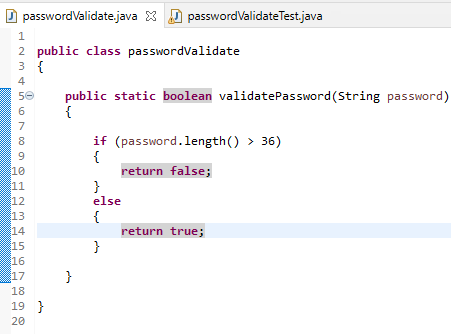 passwordValidate.java passwordValidateTest.java
1
2 public class passwordValidate
3 {
4
5 public static boolean validatePassword(String password)
6 {
7
8 if (password.length() > 36)
9 {
10 return false;
11 }
12 else
13 {
14 return true;
15 }
16
17 }
18
19 }
20